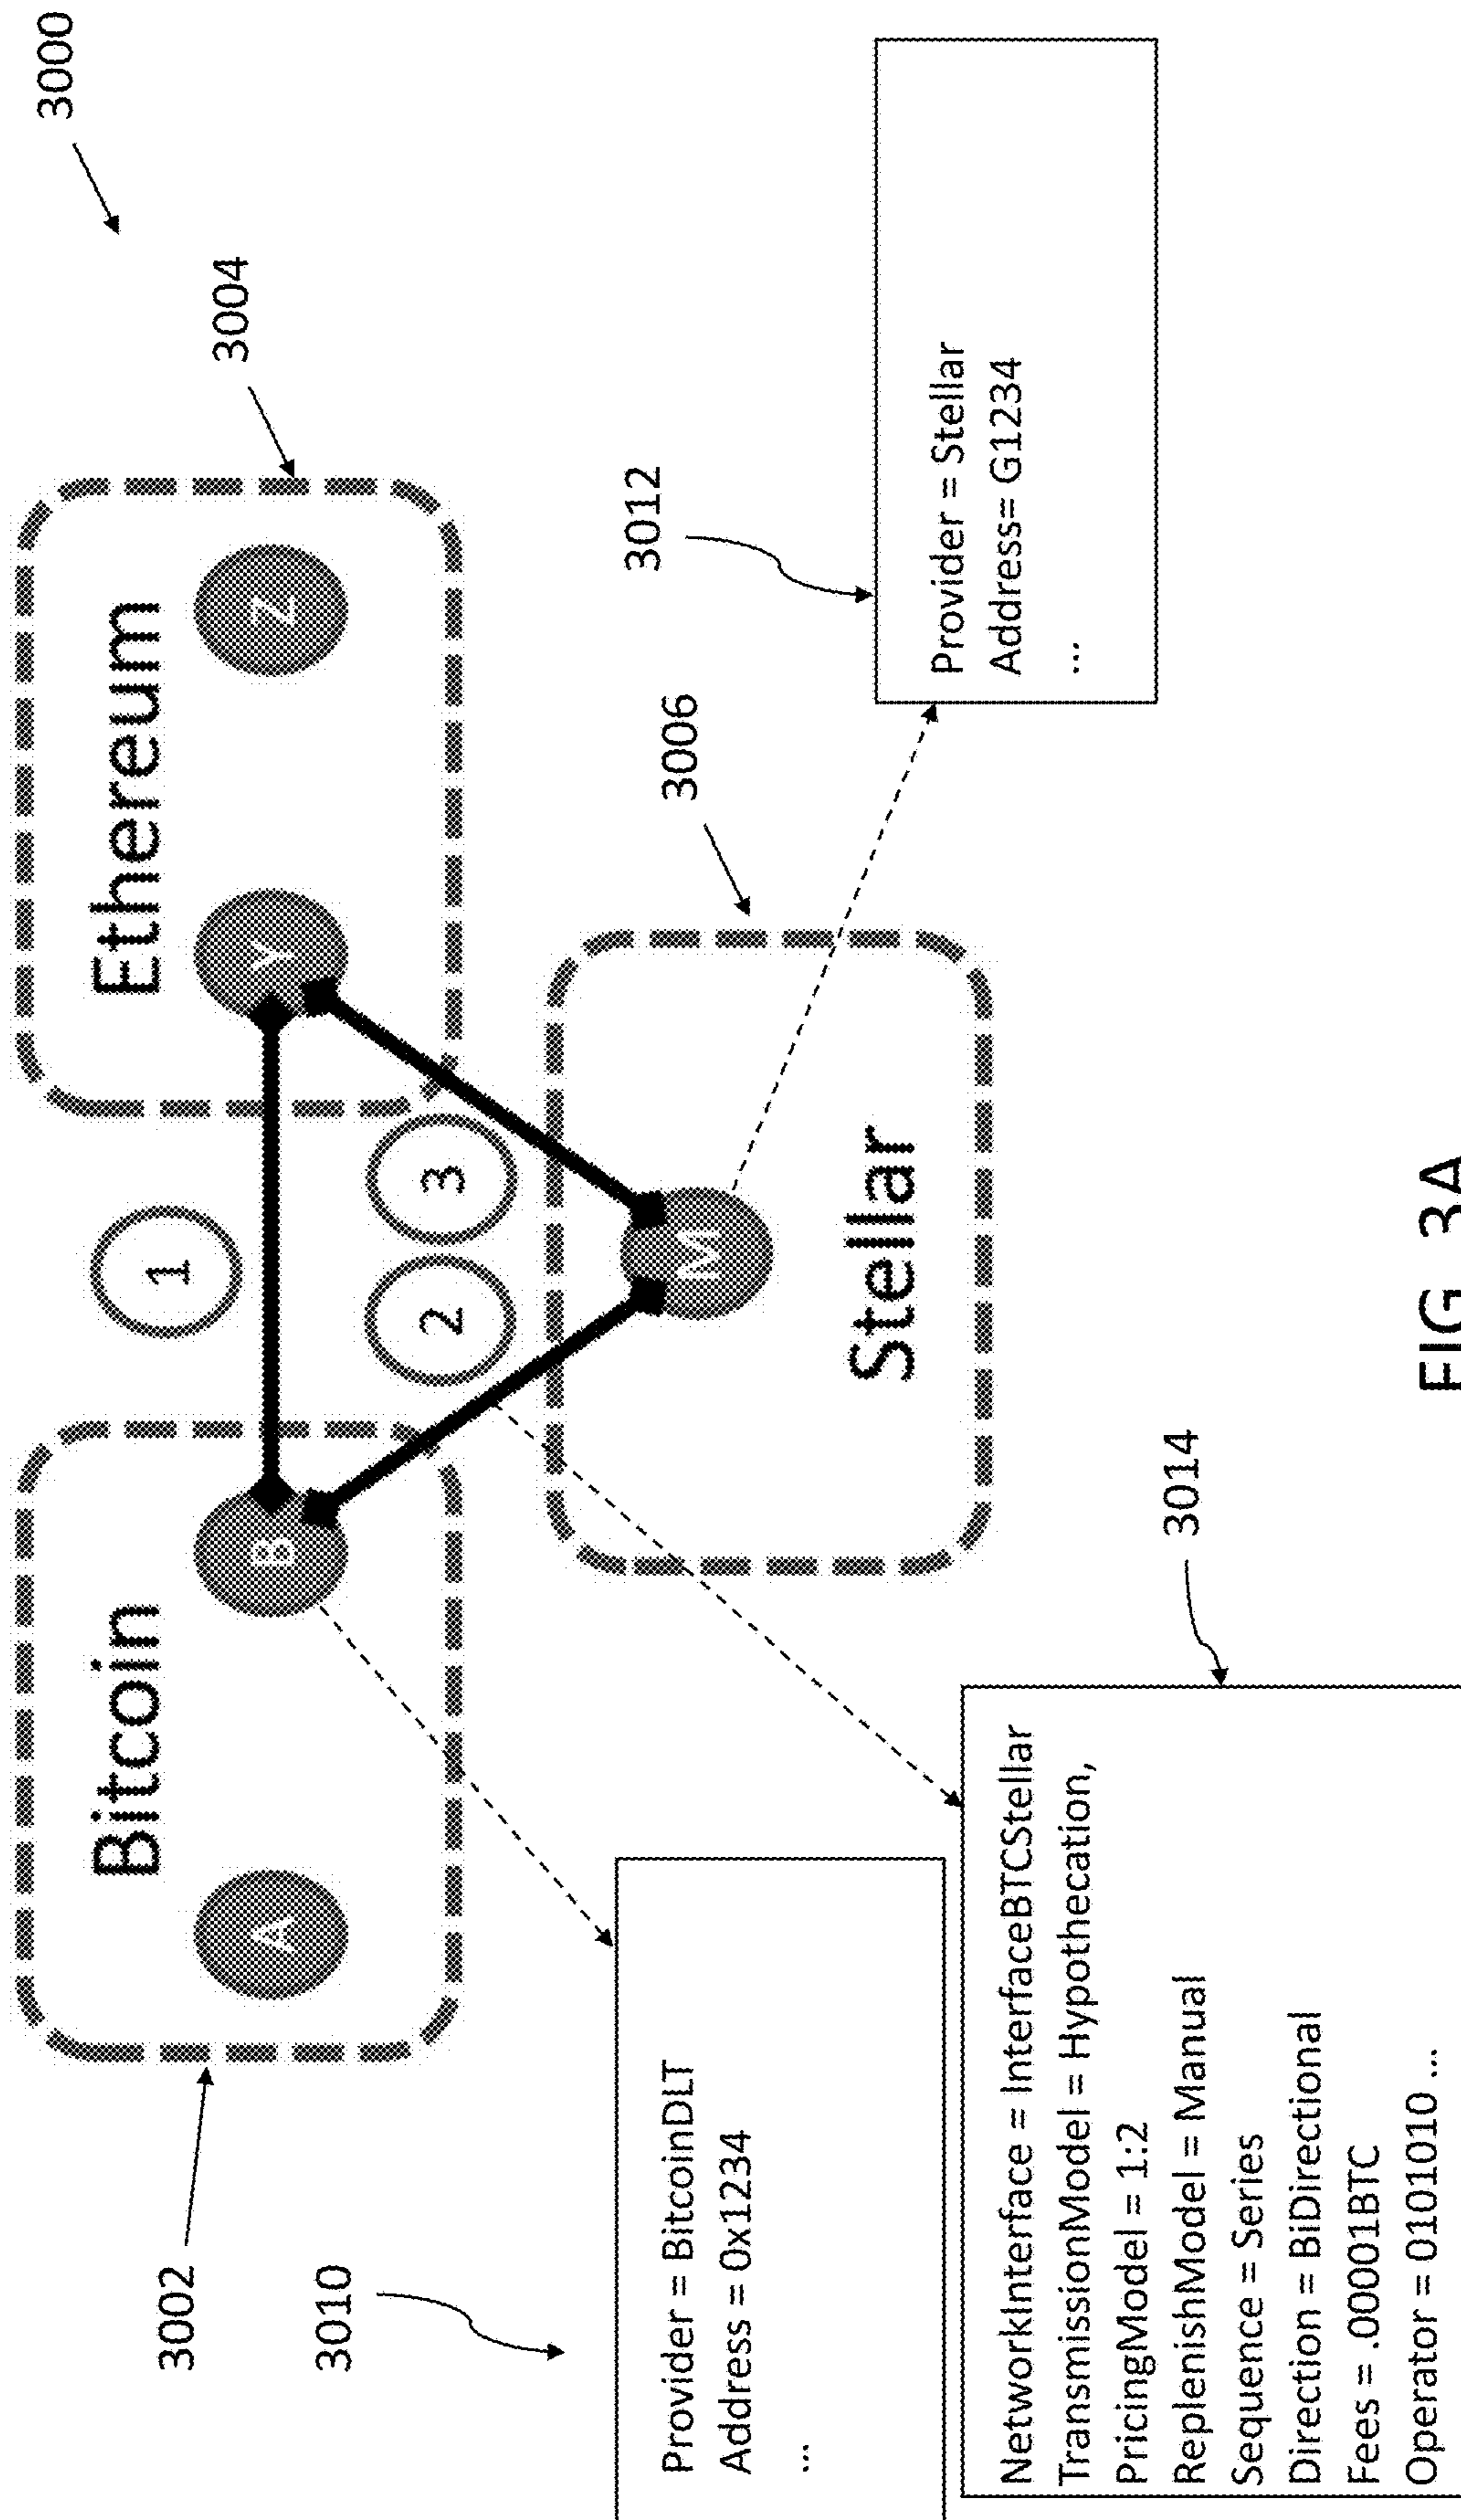 3000
Bitcoin
Ethereum
3002
3004
A
B
Y
Z
1
2
3
M
Stellar
3006
3010
Provider = BitcoinDLT
Address = 0x1234
...
3012
Provider = Stellar
Address= G1234
...
3014
NetworkInterface = InterfaceBTCStellar
TransmissionModel = Hypothecation,
PricingModel = 1:2
ReplenishModel = Manual
Sequence = Series
Direction = BiDirectional
Fees = .00001BTC
Operator = 0101010 ...
FIG. 3A